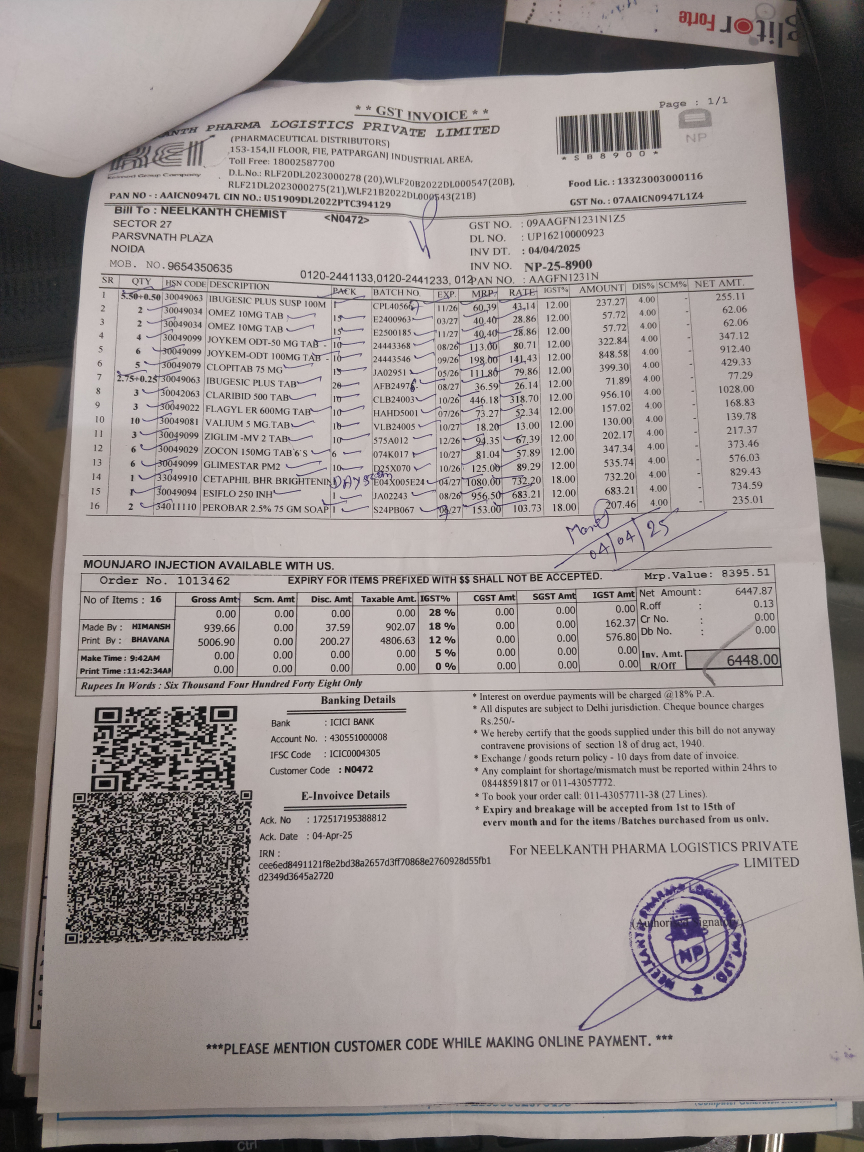 elitor Forte
** GST INVOICE **
Page : 1/1
ANTH PHARMA LOGISTICS PRIVATE LIMITED
(PHARMACEUTICAL DISTRIBUTORS)
153-154,II FLOOR, FIE, PATPARGANJ INDUSTRIAL AREA,
Toll Free: 18002587700
D.L.No.: RLF20DL2023000278 (20),WLF20B2022DL000547(20B),
RLF21DL2023000275(21),WLF21B2022DL000543(21B)
PAN NO - : AAICN0947L CIN NO.: U51909DL2022PTC394129
*SB8900*
NP
Food Lic. : 13323003000116
GST No. : 07AAICN0947L1Z4
Bill To : NEELKANTH CHEMIST <N0472>
SECTOR 27
PARSVNATH PLAZA
NOIDA
MOB. NO.9654350635
0120-2441133,0120-2441233, 012
GST NO. : 09AAGFN1231N1Z5
DL NO. : UP16210000923
INV DT. : 04/04/2025
INV NO. NP-25-8900
PAN NO. : AAGFN1231N
SR QTY HSN CODE DESCRIPTION PACK BATCH NO. EXP. MRP RATE IGST% AMOUNT DIS% SCM% NET AMT.
1 5.50+0.50 30049063 IBUGESIC PLUS SUSP 100M 1 CPL40566 11/26 60.39 43.14 12.00 237.27 4.00 - 255.11
2 2 30049034 OMEZ 10MG TAB 15 E2400963 03/27 40.40 28.86 12.00 57.72 4.00 - 62.06
3 2 30049034 OMEZ 10MG TAB 15 E2500185 11/27 40.40 28.86 12.00 57.72 4.00 - 62.06
4 4 30049099 JOYKEM ODT-50 MG TAB 10 24443368 08/26 113.00 80.71 12.00 322.84 4.00 - 347.12
5 6 30049099 JOYKEM-ODT 100MG TAB 10 24443546 09/26 198.00 141.43 12.00 848.58 4.00 - 912.40
6 5 30049079 CLOPITAB 75 MG 15 JA02951 05/26 111.80 79.86 12.00 399.30 4.00 - 429.33
7 2.75+0.25 30049063 IBUGESIC PLUS TAB 20 AFB2497 08/27 36.59 26.14 12.00 71.89 4.00 - 77.29
8 3 30042063 CLARIBID 500 TAB 10 CLB24003 10/26 446.18 318.70 12.00 956.10 4.00 - 1028.00
9 3 30049022 FLAGYL ER 600MG TAB 10 HAHD5001 07/26 73.27 52.34 12.00 157.02 4.00 - 168.83
10 10 30049081 VALIUM 5 MG TAB 10 VLB24005 10/27 18.20 13.00 12.00 130.00 4.00 - 139.78
11 3 30049099 ZIGLIM -MV 2 TAB 10 575A012 12/26 94.35 67.39 12.00 202.17 4.00 - 217.37
12 6 30049029 ZOCON 150MG TAB 6 S 6 074K017 10/27 81.04 57.89 12.00 347.34 4.00 - 373.46
13 6 30049099 GLIMESTAR PM2 10 D25X070 10/26 125.00 89.29 12.00 535.74 4.00 - 576.03
14 1 33049910 CETAPHIL BHR BRIGHTENIN DAYs E04X005E24 04/27 1080.00 732.20 18.00 732.20 4.00 - 829.43
15 1 30049094 ESIFLO 250 INH 1 JA02243 08/26 956.50 683.21 12.00 683.21 4.00 - 734.59
16 2 34011110 PEROBAR 2.5% 75 GM SOAP 1 S24PB067 /27 153.00 103.73 18.00 207.46 4.00 - 235.01
04/04/25
MOUNJARO INJECTION AVAILABLE WITH US.
Order No. 1013462 EXPIRY FOR ITEMS PREFIXED WITH $$ SHALL NOT BE ACCEPTED. Mrp.Value: 8395.51
No of Items : 16 Gross Amt Scm. Amt Disc. Amt Taxable Amt. IGST% CGST Amt SGST Amt IGST Amt
0.00 0.00 0.00 0.00 28 % 0.00 0.00 0.00
Made By : HIMANSH 939.66 0.00 37.59 902.07 18 % 0.00 0.00 162.37
Print By : BHAVANA 5006.90 0.00 200.27 4806.63 12 % 0.00 0.00 576.80
Make Time : 9:42AM 0.00 0.00 0.00 0.00 5 % 0.00 0.00 0.00
Print Time :11:42:34AM 0.00 0.00 0.00 0.00 0 % 0.00 0.00 0.00
Net Amount : 6447.87
R.off : 0.13
Cr No. : 0.00
Db No. : 0.00
Inv. Amt. R/Off 6448.00
Rupees In Words : Six Thousand Four Hundred Forty Eight Only
Banking Details
Bank : ICICI BANK
Account No. : 430551000008
IFSC Code : ICIC0004305
Customer Code : N0472
E-Invoivce Details
Ack. No : 172517195388812
Ack. Date : 04-Apr-25
IRN :
cee6ed8491121f8e2bd38a2657d3ff70868e2760928d55fb1
d2349d3645a2720
* Interest on overdue payments will be charged @18% P.A.
* All disputes are subject to Delhi jurisdiction. Cheque bounce charges
Rs.250/-
* We hereby certify that the goods supplied under this bill do not anyway
contravene provisions of section 18 of drug act, 1940.
* Exchange / goods return policy - 10 days from date of invoice.
* Any complaint for shortage/mismatch must be reported within 24hrs to
08448591817 or 011-43057772.
* To book your order call: 011-43057711-38 (27 Lines).
* Expiry and breakage will be accepted from 1st to 15th of
every month and for the items /Batches purchased from us only.
For NEELKANTH PHARMA LOGISTICS PRIVATE
LIMITED
NEELKANTH PHARMA LOGISTICS PVT. LTD.
NP
***PLEASE MENTION CUSTOMER CODE WHILE MAKING ONLINE PAYMENT. ***
Ctrl